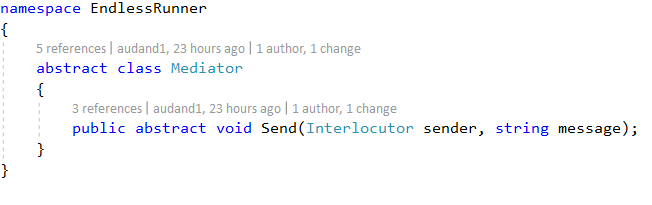 namespace EndlessRunner
{
5 references | audand1, 23 hours ago | 1 author, 1 change
abstract class Mediator
{
3 references | audand1, 23 hours ago | 1 author, 1 change
public abstract void Send(Interlocutor sender, string message);
}
}